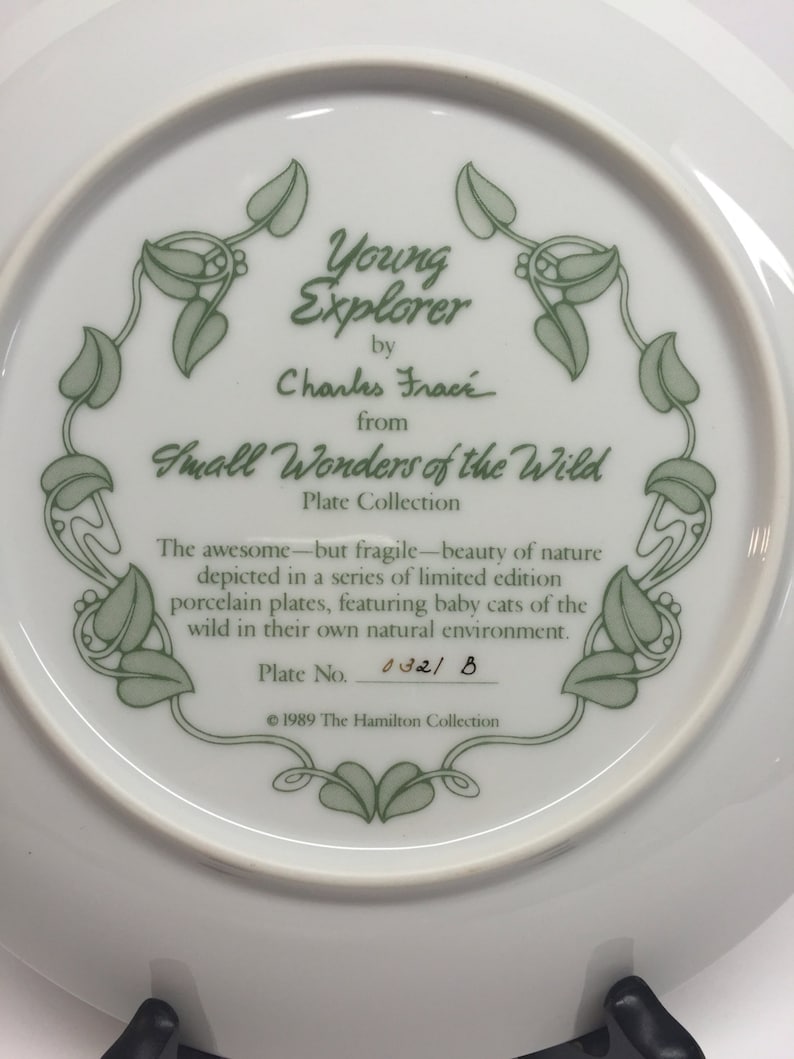 Young
Explorer
by
Charles Fracé
from
Small Wonders of the Wild
Plate Collection
The awesome—but fragile—beauty of nature
depicted in a series of limited edition
porcelain plates, featuring baby cats of the
wild in their own natural environment.
Plate No. 0321 B
© 1989 The Hamilton Collection